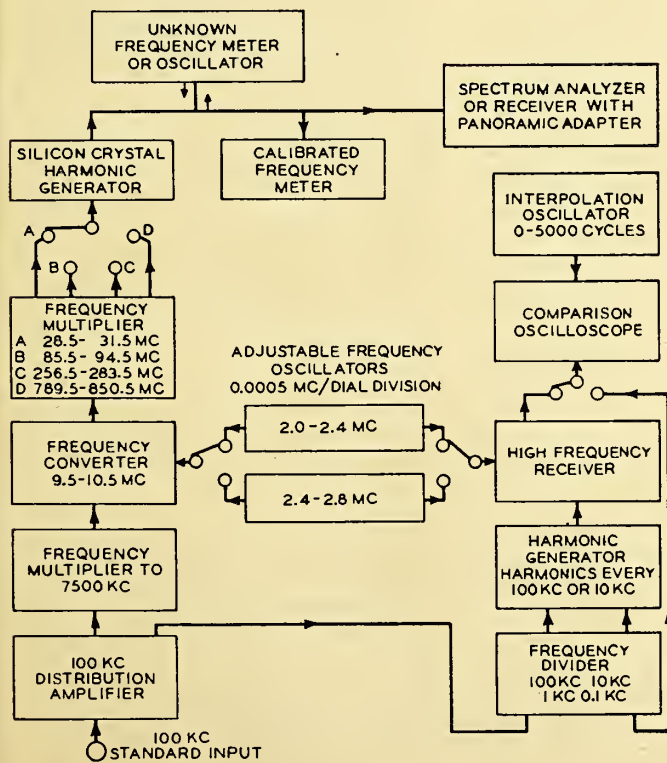 UNKNOWN
FREQUENCY METER
OR OSCILLATOR
SPECTRUM ANALYZER
OR RECEIVER WITH
PANORAMIC ADAPTER
SILICON CRYSTAL
HARMONIC
GENERATOR
CALIBRATED
FREQUENCY
METER
INTERPOLATION
OSCILLATOR
0-5000 CYCLES
A
D
B
C
COMPARISON
OSCILLOSCOPE
FREQUENCY
MULTIPLIER
A 28.5- 31.5 MC
B 85.5- 94.5 MC
C 256.5-283.5 MC
D 789.5-850.5 MC
ADJUSTABLE FREQUENCY
OSCILLATORS
0.0005 MC/DIAL DIVISION
2.0-2.4 MC
2.4-2.8 MC
FREQUENCY
CONVERTER
9.5-10.5 MC
HIGH FREQUENCY
RECEIVER
FREQUENCY
MULTIPLIER TO
7500 KC
HARMONIC
GENERATOR
HARMONICS EVERY
100 KC OR 10 KC
100 KC
DISTRIBUTION
AMPLIFIER
FREQUENCY
DIVIDER
100KC 10KC
1 KC 0.1 KC
100 KC
STANDARD INPUT